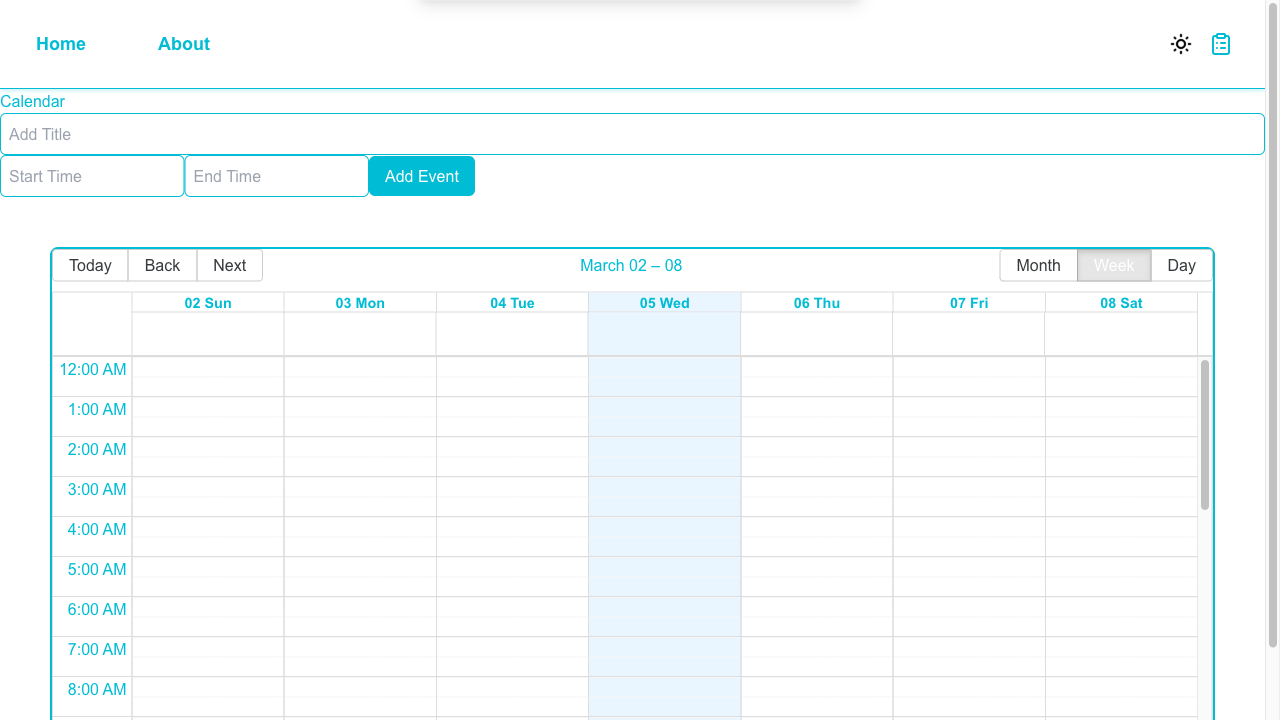 Home About
Calendar
Add Title
Start Time End Time Add Event
Today Back Next March 02 – 08 Month Week Day
02 Sun 03 Mon 04 Tue 05 Wed 06 Thu 07 Fri 08 Sat
12:00 AM
1:00 AM
2:00 AM
3:00 AM
4:00 AM
5:00 AM
6:00 AM
7:00 AM
8:00 AM